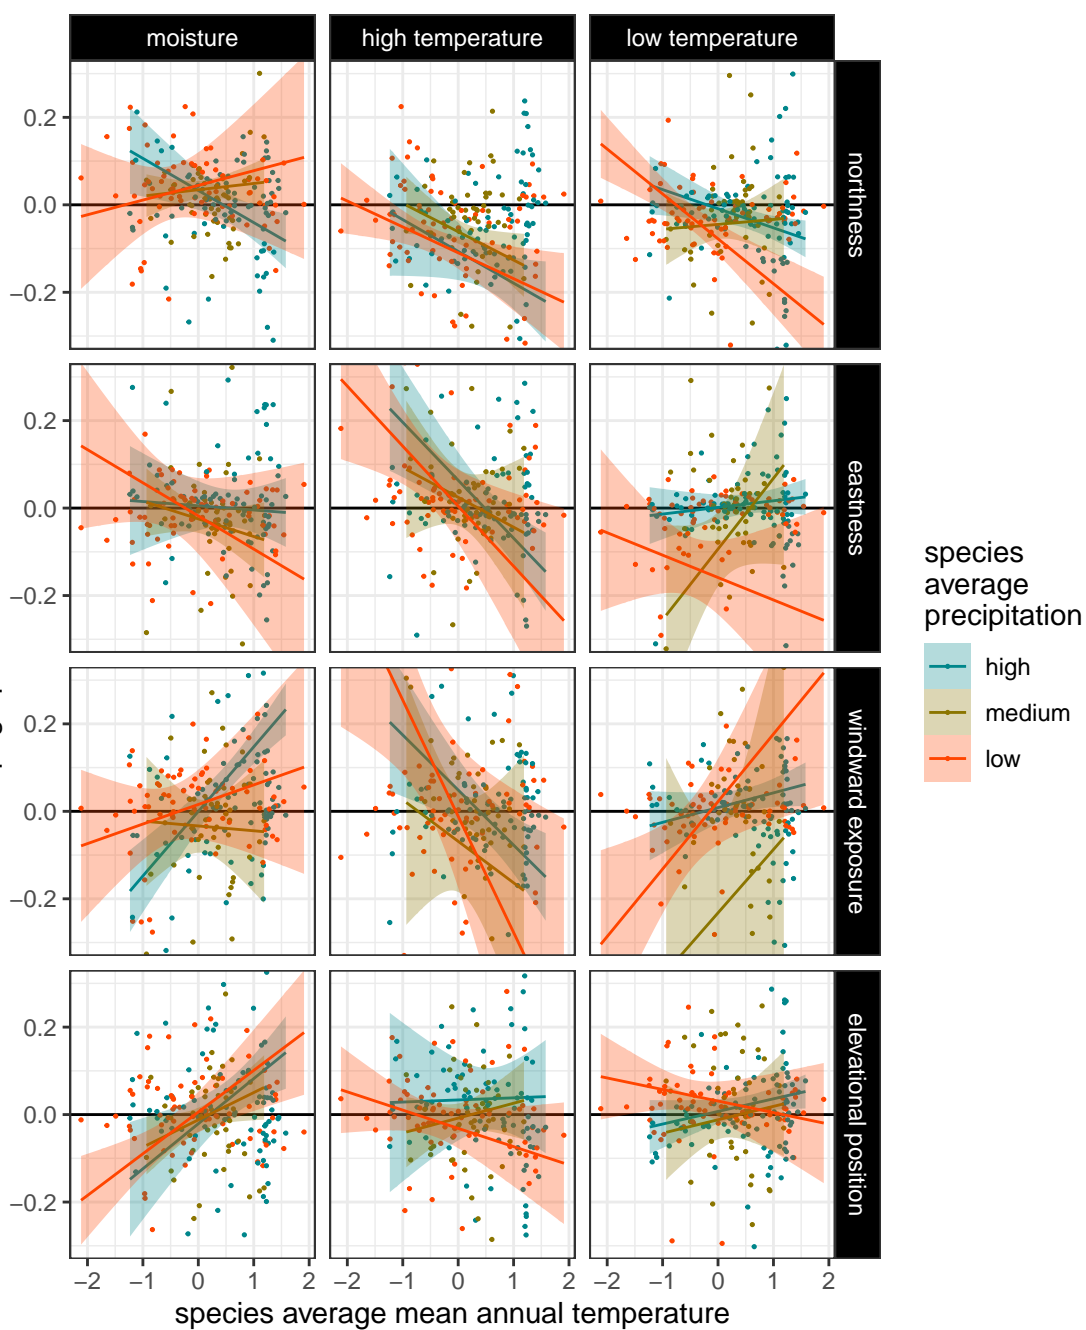 moisture high temperature low temperature
0.2
0.0
−0.2
northness
0.2
0.0
−0.2
eastness
0.2
0.0
−0.2
windward exposure
0.2
0.0
−0.2
elevational position
−2 −1 0 1 2 −2 −1 0 1 2 −2 −1 0 1 2
species average mean annual temperature
species
average
precipitation
high
medium
low